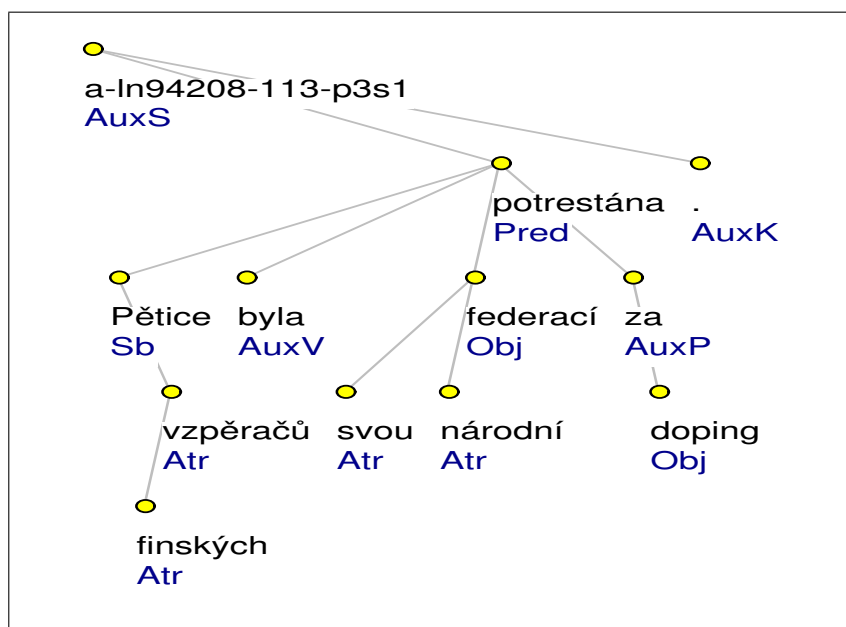 a-ln94208-113-p3s1
AuxS
potrestána .
Pred AuxK
Pětice byla federací za
Sb AuxV Obj AuxP
vzpěračů svou národní doping
Atr Atr Atr Obj
finských
Atr